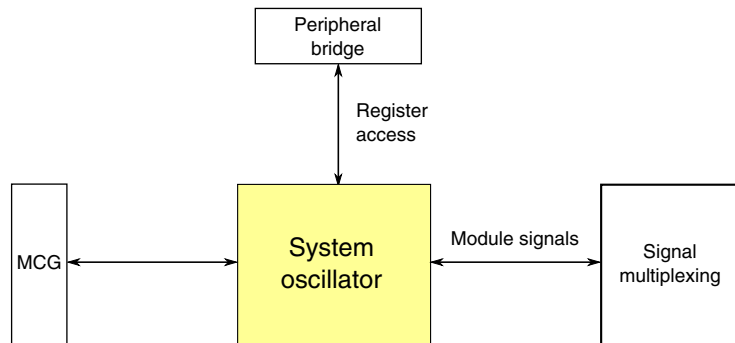 Peripheral
bridge
Register
access
MCG
System
oscillator
Module signals
Signal
multiplexing